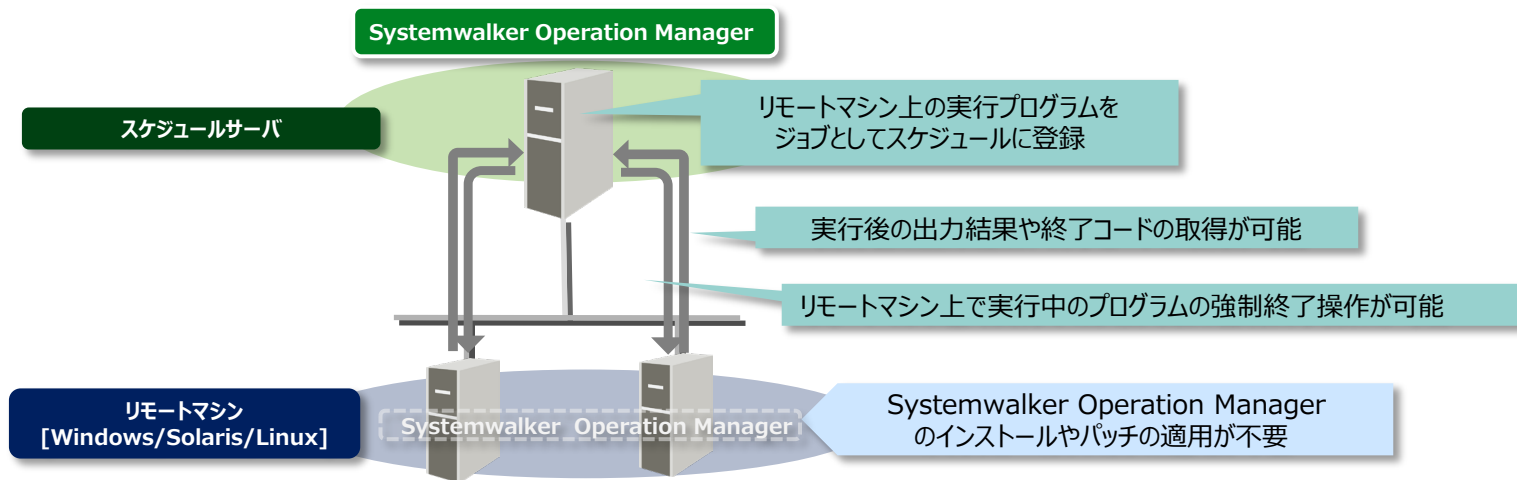 Systemwalker Operation Manager
スケジュールサーバ
リモートマシン上の実行プログラムを
ジョブとしてスケジュールに登録
実行後の出力結果や終了コードの取得が可能
リモートマシン上で実行中のプログラムの強制終了操作が可能
リモートマシン
[Windows/Solaris/Linux]
Systemwalker Operation Manager
Systemwalker Operation Manager
のインストールやパッチの適用が不要